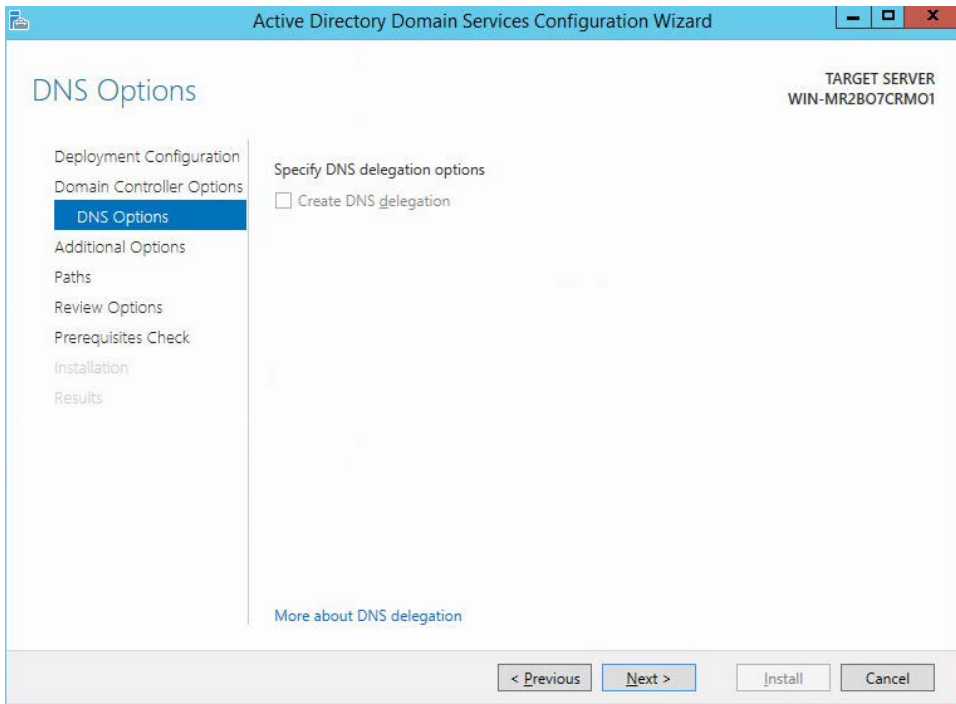 Active Directory Domain Services Configuration Wizard
DNS Options
TARGET SERVER
WIN-MR2BO7CRMO1
Deployment Configuration
Domain Controller Options
DNS Options
Additional Options
Paths
Review Options
Prerequisites Check
Installation
Results
Specify DNS delegation options
Create DNS delegation
More about DNS delegation
< Previous
Next >
Install
Cancel